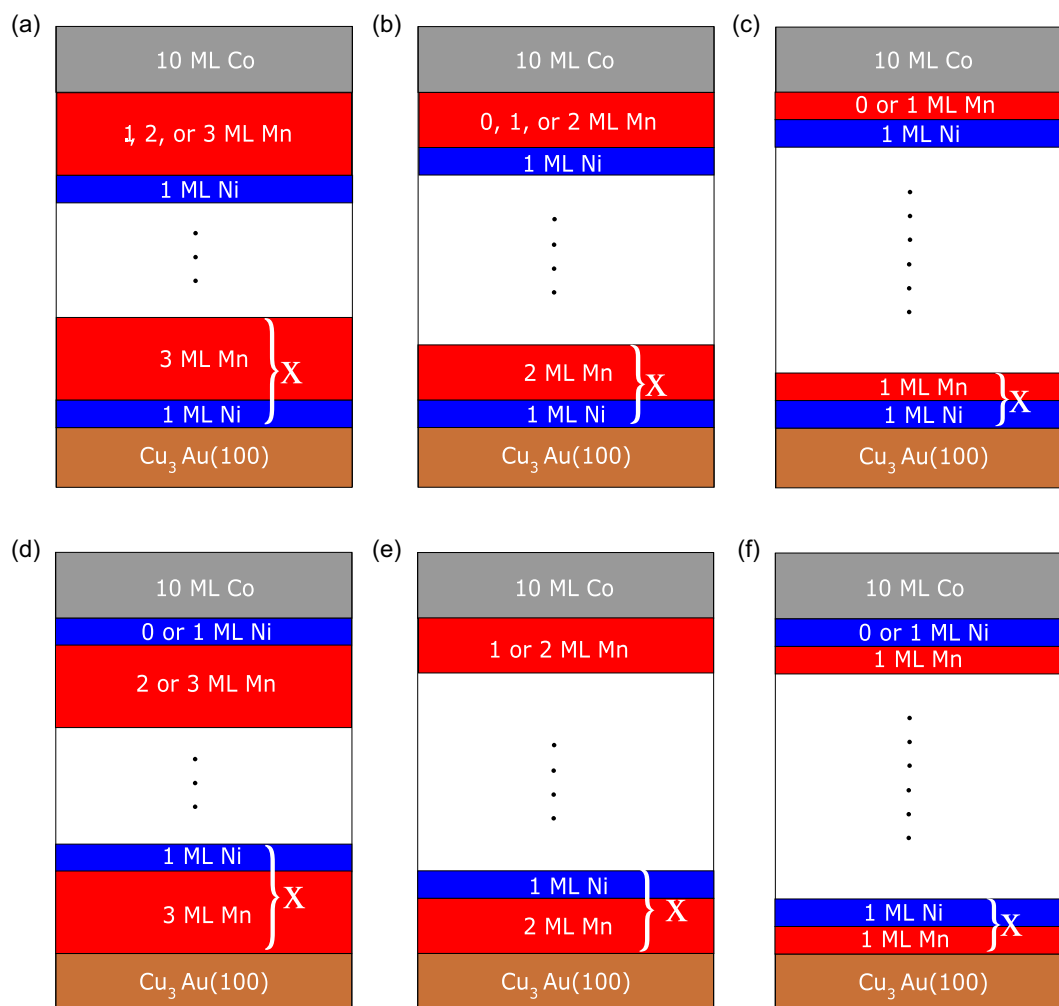 (a)
10 ML Co
1, 2, or 3 ML Mn
1 ML Ni
3 ML Mn
X
1 ML Ni
Cu3 Au(100)
(b)
10 ML Co
0, 1, or 2 ML Mn
1 ML Ni
2 ML Mn
X
1 ML Ni
Cu3 Au(100)
(c)
10 ML Co
0 or 1 ML Mn
1 ML Ni
1 ML Mn
X
1 ML Ni
Cu3 Au(100)
(d)
10 ML Co
0 or 1 ML Ni
2 or 3 ML Mn
1 ML Ni
X
3 ML Mn
Cu3 Au(100)
(e)
10 ML Co
1 or 2 ML Mn
1 ML Ni
X
2 ML Mn
Cu3 Au(100)
(f)
10 ML Co
0 or 1 ML Ni
1 ML Mn
1 ML Ni
X
1 ML Mn
Cu3 Au(100)